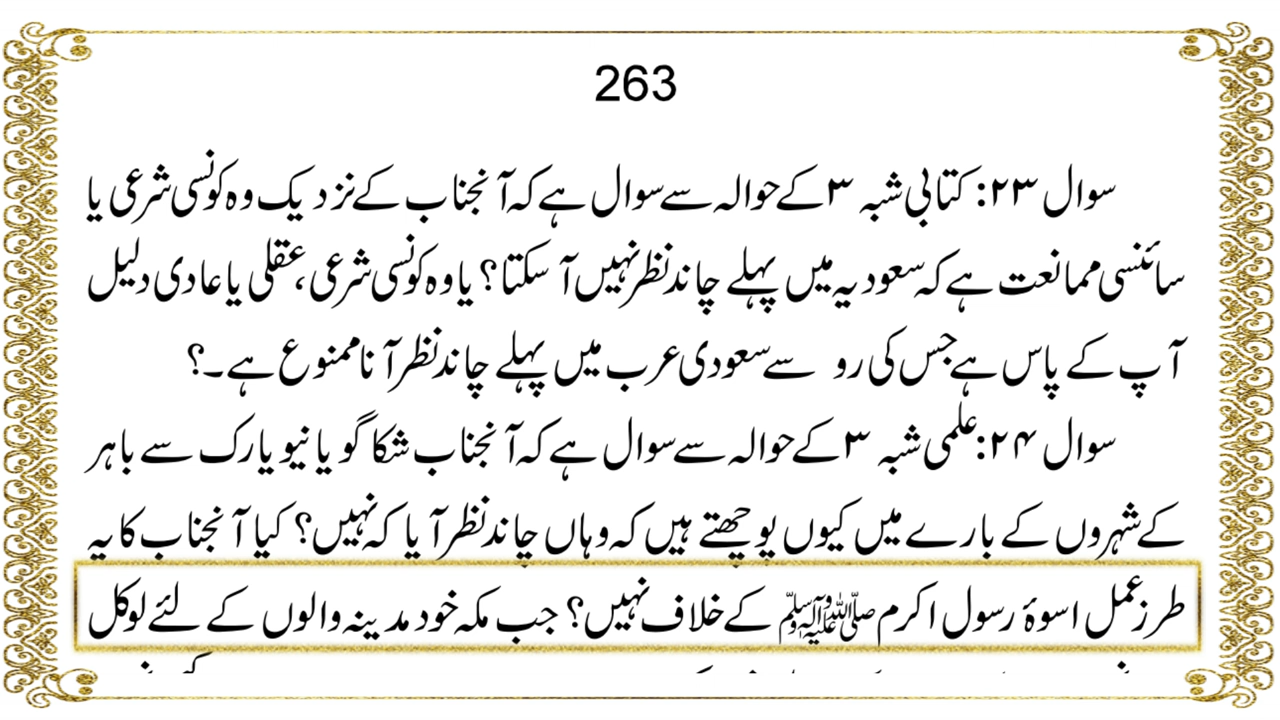 263
سوال ۲۳: کتابی شبہ ۳ کے حوالہ سے سوال ہے کہ آنجناب کے نزدیک وہ کونسی شرعی یا
سائنسی ممانعت ہے کہ سعودیہ میں پہلے چاند نظر نہیں آ سکتا؟ یا وہ کونسی شرعی، عقلی یا عادی دلیل
آپ کے پاس ہے جس کی رو سے سعودی عرب میں پہلے چاند نظر آنا ممنوع ہے۔؟
سوال ۲۴: علمی شبہ ۳ کے حوالہ سے سوال ہے کہ آنجناب شکاگو یا نیویارک سے باہر
کے شہروں کے بارے میں کیوں پوچھتے ہیں کہ وہاں چاند نظر آیا کہ نہیں؟ کیا آنجناب کا یہ
طرز عمل اسوۂ رسول اکرم ﷺ کے خلاف نہیں؟ جب مکہ خود مدینہ والوں کے لئے لوکل